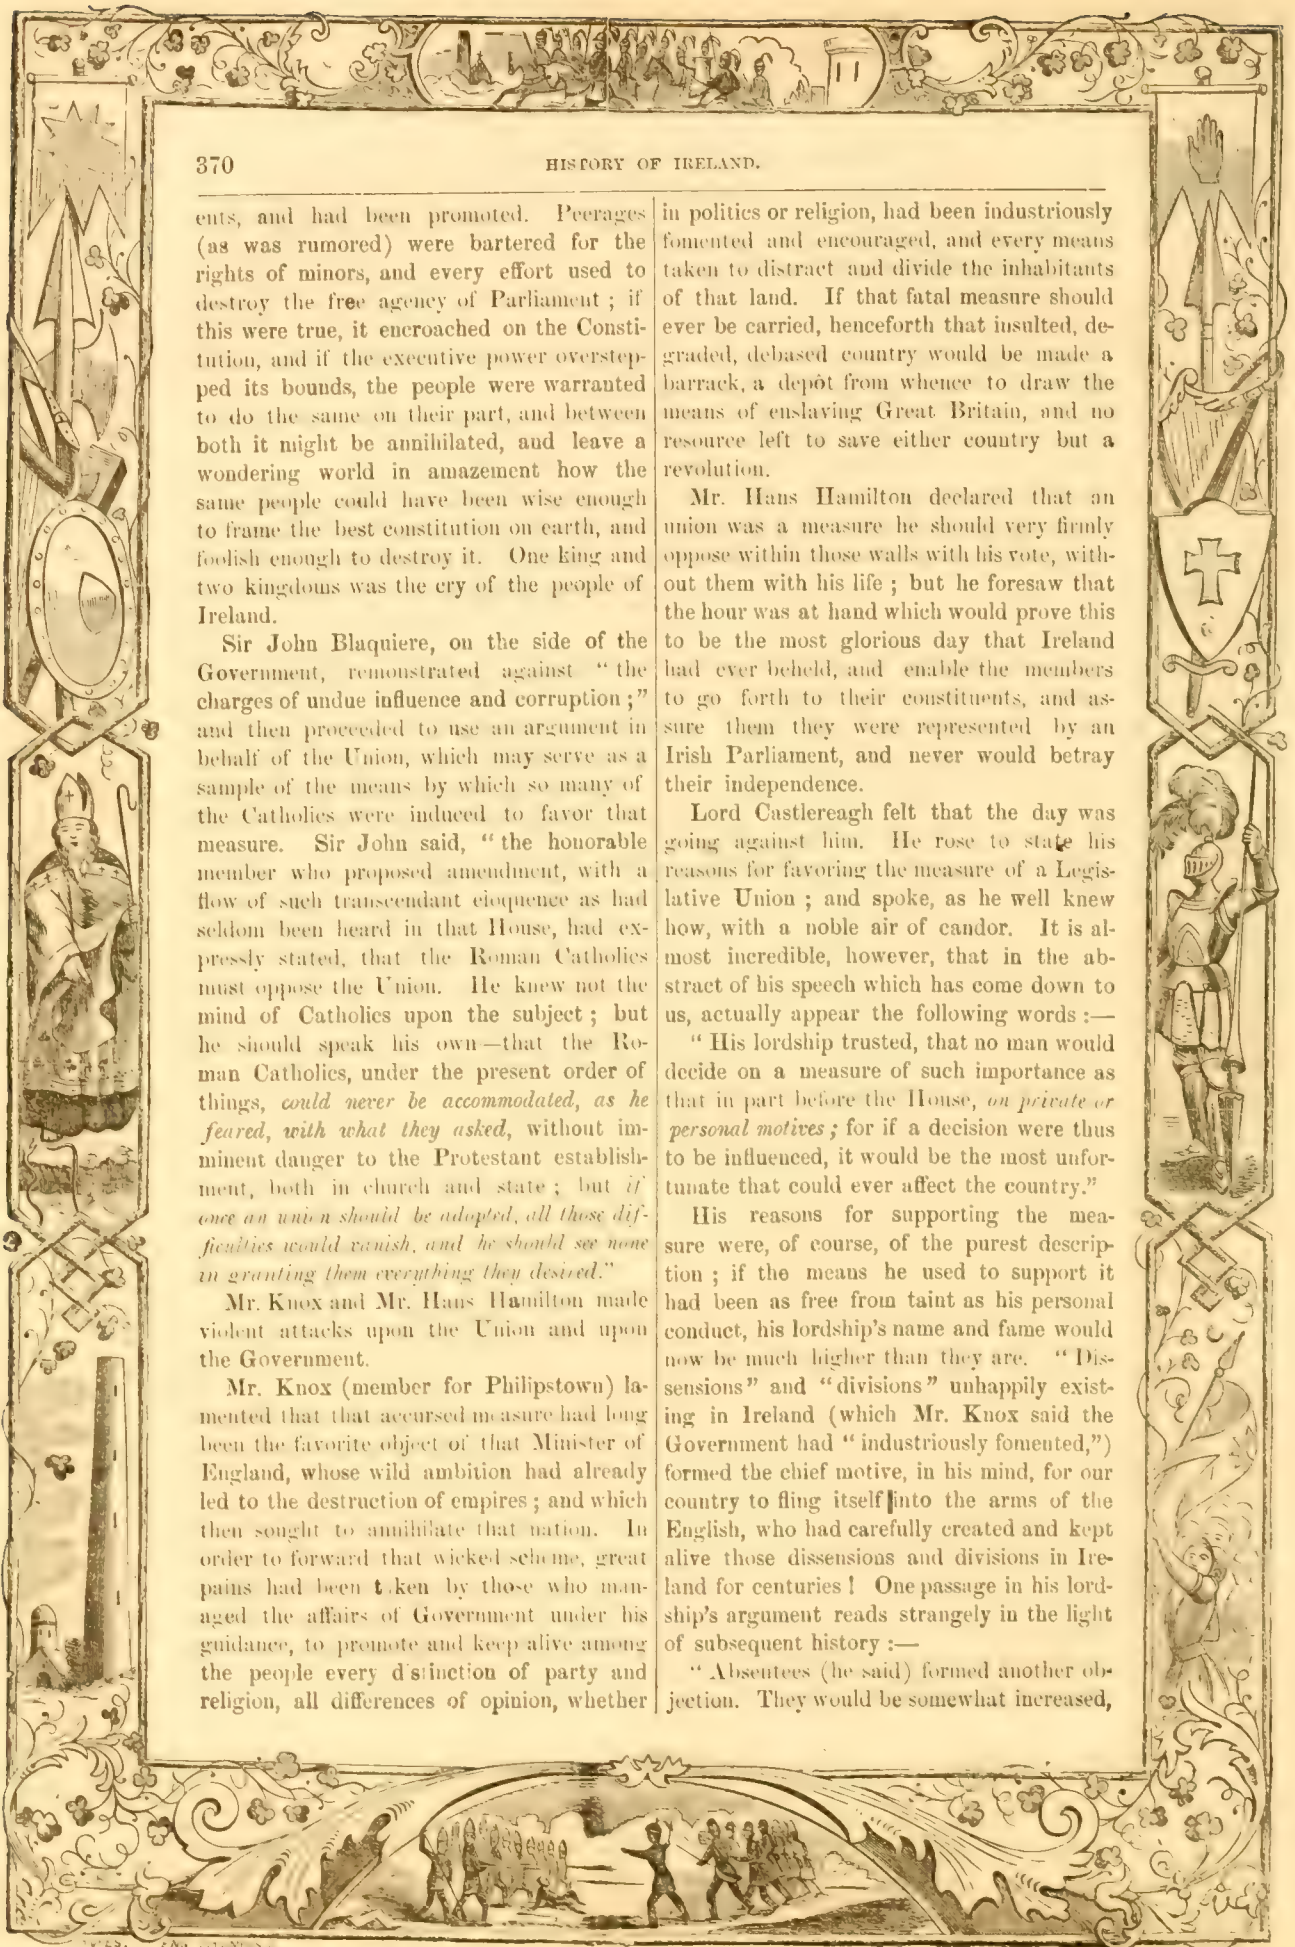 370
HISTORY OF IRELAND.
ents, and had been promoted. Peerages
(as was rumored) were bartered for the
rights of minors, and every effort used to
destroy the free agency of Parliament ; if
this were true, it encroached on the Consti-
tution, and if the executive power overstep-
ped its bounds, the people were warranted
to do the same on their part, and between
both it might be annihilated, and leave a
wondering world in amazement how the
same people could have been wise enough
to frame the best constitution on earth, and
foolish enough to destroy it. One king and
two kingdoms was the cry of the people of
Ireland.
Sir John Blaquiere, on the side of the
Government, remonstrated against “ the
charges of undue influence and corruption ;”
and then proceeded to use an argument in
behalf of the Union, which may serve as a
sample of the means by which so many of
the Catholics were induced to favor that
measure. Sir John said, “ the honorable
member who proposed amendment, with a
flow of such transcendant eloquence as had
seldom been heard in that House, had ex-
pressly stated, that the Roman Catholics
must oppose the Union. He knew not the
mind of Catholics upon the subject ; but
he should speak his own—that the Ro-
man Catholics, under the present order of
things, could never be accommodated, as he
feared, with what they asked, without im-
minent danger to the Protestant establish-
ment, both in church and state ; but if
once an union should be adopted, all those dif-
ficulties would vanish, and he should see none
in granting them everything they desired.”
Mr. Knox and Mr. Hans Hamilton made
violent attacks upon the Union and upon
the Government.
Mr. Knox (member for Philipstown) la-
mented that that accursed measure had long
been the favorite object of that Minister of
England, whose wild ambition had already
led to the destruction of empires ; and which
then sought to annihilate that nation. In
order to forward that wicked scheme, great
pains had been taken by those who man-
aged the affairs of Government under his
guidance, to promote and keep alive among
the people every distinction of party and
religion, all differences of opinion, whether
in politics or religion, had been industriously
fomented and encouraged, and every means
taken to distract and divide the inhabitants
of that land. If that fatal measure should
ever be carried, henceforth that insulted, de-
graded, debased country would be made a
barrack, a depôt from whence to draw the
means of enslaving Great Britain, and no
resource left to save either country but a
revolution.
Mr. Hans Hamilton declared that an
union was a measure he should very firmly
oppose within those walls with his vote, with-
out them with his life ; but he foresaw that
the hour was at hand which would prove this
to be the most glorious day that Ireland
had ever beheld, and enable the members
to go forth to their constituents, and as-
sure them they were represented by an
Irish Parliament, and never would betray
their independence.
Lord Castlereagh felt that the day was
going against him. He rose to state his
reasons for favoring the measure of a Legis-
lative Union ; and spoke, as he well knew
how, with a noble air of candor. It is al-
most incredible, however, that in the ab-
stract of his speech which has come down to
us, actually appear the following words :—
“ His lordship trusted, that no man would
decide on a measure of such importance as
that in part before the House, on private or
personal motives ; for if a decision were thus
to be influenced, it would be the most unfor-
tunate that could ever affect the country.”
His reasons for supporting the mea-
sure were, of course, of the purest descrip-
tion ; if the means he used to support it
had been as free from taint as his personal
conduct, his lordship’s name and fame would
now be much higher than they are. “ Dis-
sensions” and “divisions” unhappily exist-
ing in Ireland (which Mr. Knox said the
Government had “ industriously fomented,”)
formed the chief motive, in his mind, for our
country to fling itself into the arms of the
English, who had carefully created and kept
alive those dissensions and divisions in Ire-
land for centuries ! One passage in his lord-
ship’s argument reads strangely in the light
of subsequent history :—
“ Absentees (he said) formed another ob-
jection. They would be somewhat increased,